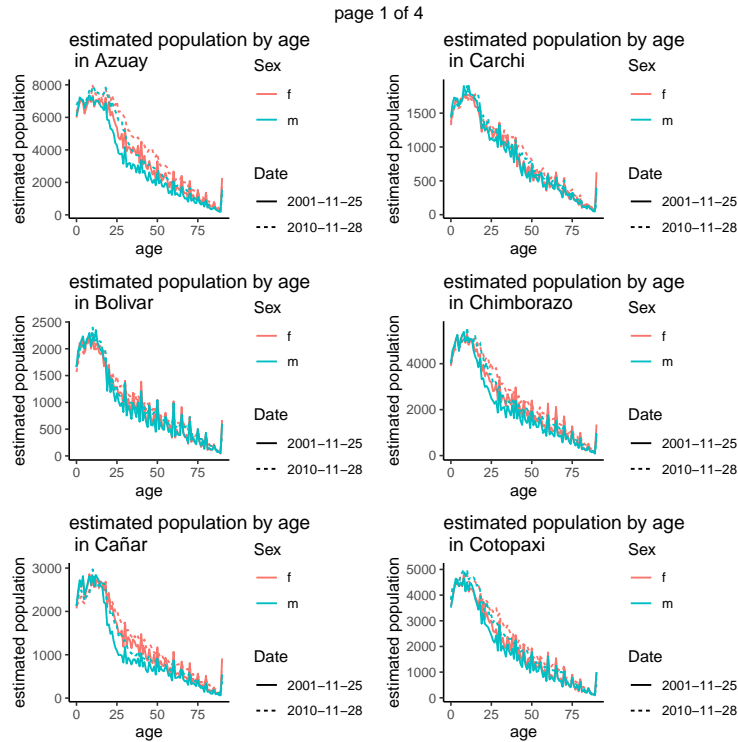 page 1 of 4
estimated population by age
in Azuay
estimated population
8000
6000
4000
2000
0
0 25 50 75
age
Sex
f
m
Date
2001−11−25
2010−11−28
estimated population by age
in Carchi
estimated population
1500
1000
500
0
0 25 50 75
age
Sex
f
m
Date
2001−11−25
2010−11−28
estimated population by age
in Bolivar
estimated population
2500
2000
1500
1000
500
0
0 25 50 75
age
Sex
f
m
Date
2001−11−25
2010−11−28
estimated population by age
in Chimborazo
estimated population
4000
2000
0
0 25 50 75
age
Sex
f
m
Date
2001−11−25
2010−11−28
estimated population by age
in Cañar
estimated population
3000
2000
1000
0
0 25 50 75
age
Sex
f
m
Date
2001−11−25
2010−11−28
estimated population by age
in Cotopaxi
estimated population
5000
4000
3000
2000
1000
0
0 25 50 75
age
Sex
f
m
Date
2001−11−25
2010−11−28